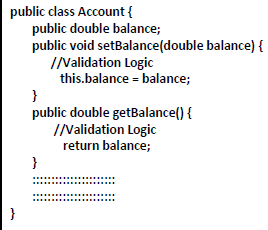 public class Account {
public double balance;
public void setBalance(double balance) {
//Validation Logic
this.balance = balance;
}
public double getBalance() {
//Validation Logic
return balance;
}
::::::::::::::::::::::
::::::::::::::::::::::
}